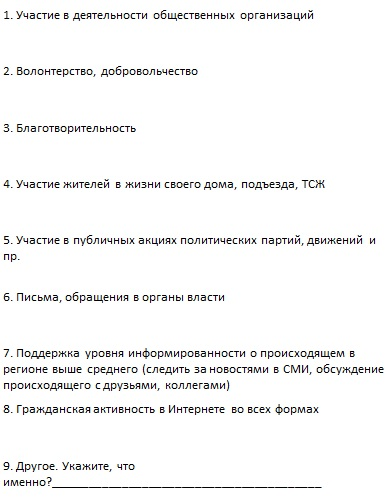 1. Участие в деятельности общественных организаций
2. Волонтерство, добровольчество
3. Благотворительность
4. Участие жителей в жизни своего дома, подъезда, ТСЖ
5. Участие в публичных акциях политических партий, движений и
пр.
6. Письма, обращения в органы власти
7. Поддержка уровня информированности о происходящем в
регионе выше среднего (следить за новостями в СМИ, обсуждение
происходящего с друзьями, коллегами)
8. Гражданская активность в Интернете во всех формах
9. Другое. Укажите, что
именно?_____________________________________